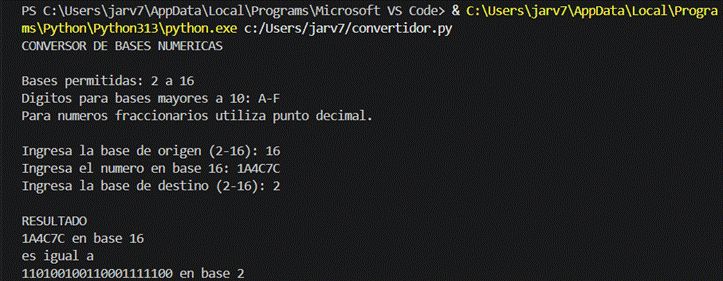 PS C:\Users\jarv7\AppData\Local\Programs\Microsoft VS Code> & C:\Users\jarv7\AppData\Local\Progra
ms\Python\Python313\python.exe c:/Users/jarv7/convertidor.py
CONVERSOR DE BASES NUMERICAS

Bases permitidas: 2 a 16
Digitos para bases mayores a 10: A-F
Para numeros fraccionarios utiliza punto decimal.

Ingresa la base de origen (2-16): 16
Ingresa el numero en base 16: 1A4C7C
Ingresa la base de destino (2-16): 2

RESULTADO
1A4C7C en base 16
es igual a
110100100110001111100 en base 2